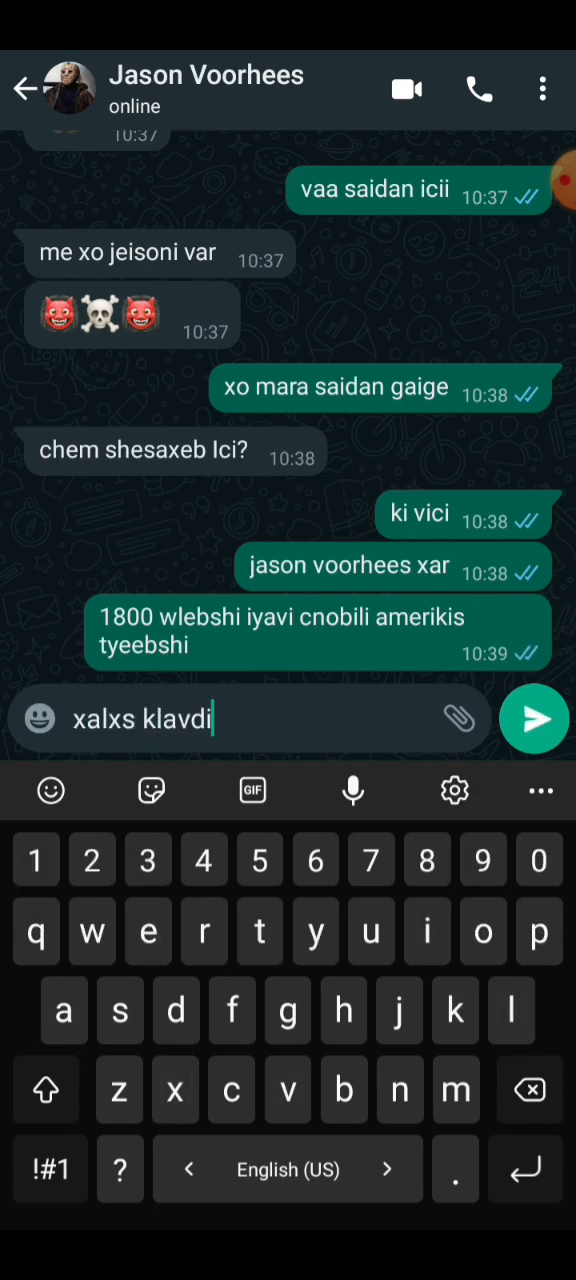 Jason Voorhees
online
10:37
vaa saidan icii 10:37
me xo jeisoni var 10:37
10:37
xo mara saidan gaige 10:38
chem shesaxeb Ici? 10:38
ki vici 10:38
jason voorhees xar 10:38
1800 wlebshi iyavi cnobili amerikis
tyeebshi 10:39
xalxs klavdi
GIF
1 2 3 4 5 6 7 8 9 0
q w e r t y u i o p
a s d f g h j k l
z x c v b n m
!#1 ? < English (US) > .